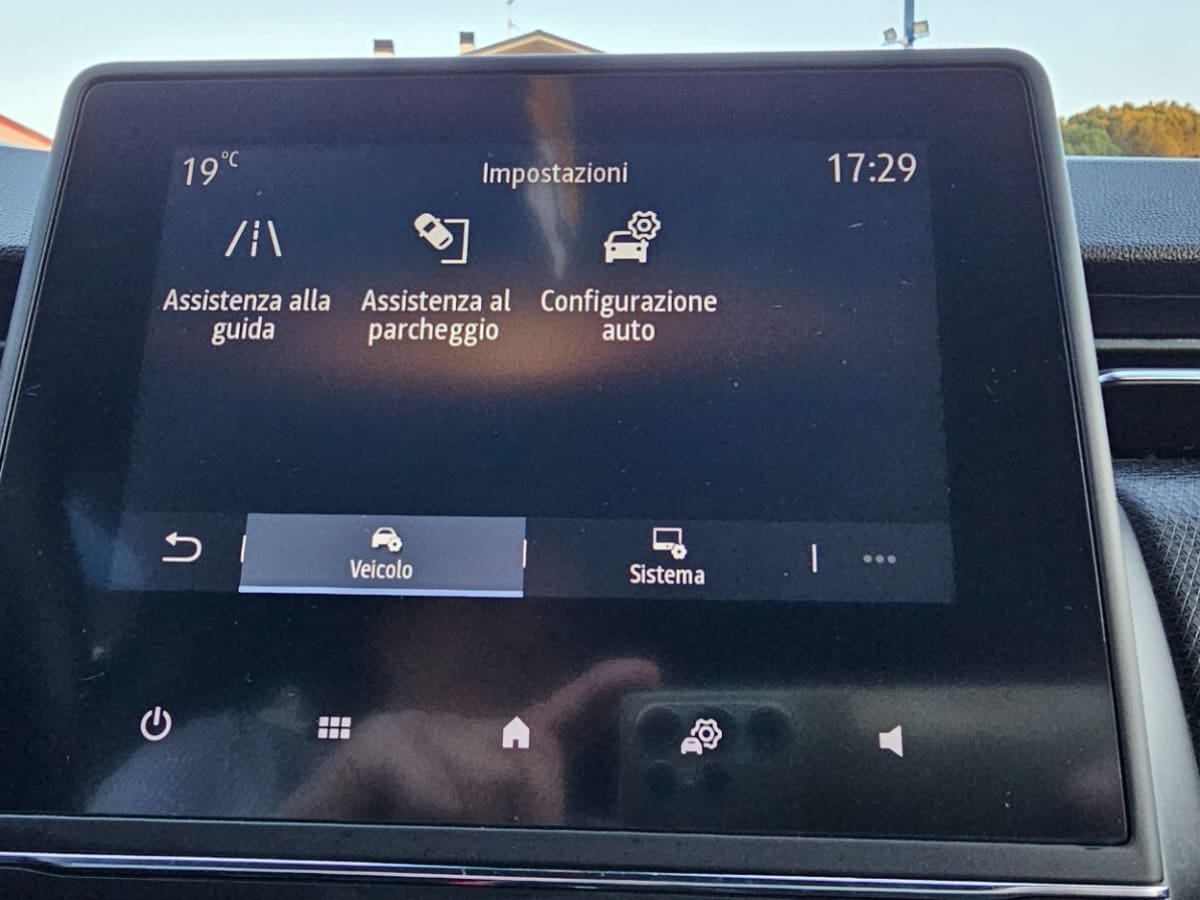 19°C
Impostazioni
17:29
Assistenza alla
guida
Assistenza al
parcheggio
Configurazione
auto
Veicolo
Sistema